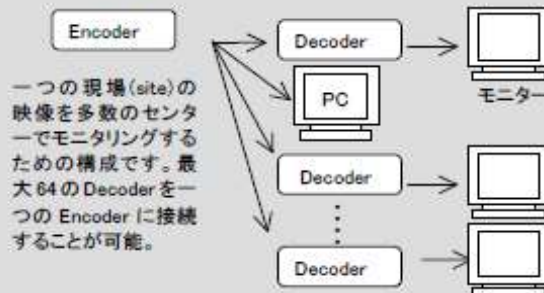 Encoder
Decoder
モニター
PC
一つの現場(site)の
映像を多数のセンタ
ーでモニタリングする
ための構成です。最
大64のDecoderを一
つの Encoder に接続
することが可能。
Decoder
Decoder